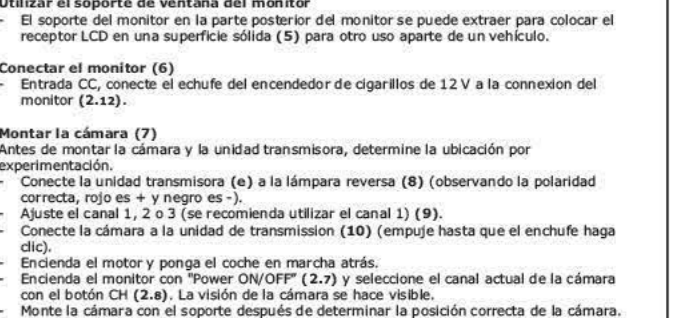 Utilizar el soporte de ventana del monitor
- El soporte del monitor en la parte posterior del monitor se puede extraer para colocar el
receptor LCD en una superficie sólida (5) para otro uso aparte de un vehículo.
Conectar el monitor (6)
- Entrada CC, conecte el echufe del encendedor de cigarillos de 12 V a la connexion del
monitor (2.12).
Montar la cámara (7)
Antes de montar la cámara y la unidad transmisora, determine la ubicación por
experimentación.
- Conecte la unidad transmisora (e) a la lámpara reversa (8) (observando la polaridad
correcta, rojo es + y negro es -).
- Ajuste el canal 1, 2 o 3 (se recomienda utilizar el canal 1) (9).
- Conecte la cámara a la unidad de transmission (10) (empuje hasta que el enchufe haga
clic).
- Encienda el motor y ponga el coche en marcha atrás.
- Encienda el monitor con "Power ON/OFF" (2.7) y seleccione el canal actual de la cámara
con el botón CH (2.8). La visión de la cámara se hace visible.
- Monte la cámara con el soporte después de determinar la posición correcta de la cámara.